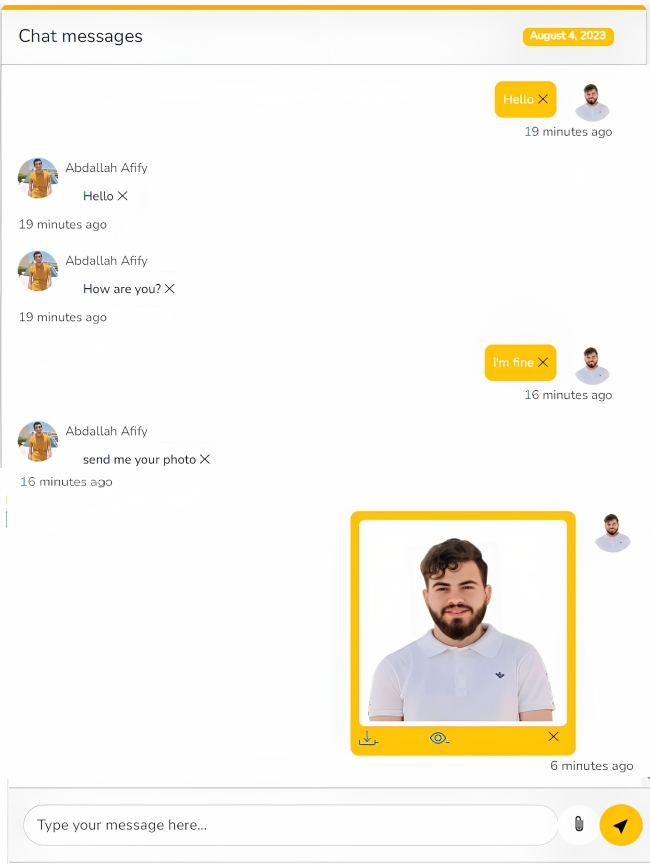 Chat messages
August 4, 2023
Hello
19 minutes ago
Abdallah Afify
Hello
19 minutes ago
Abdallah Afify
How are you?
19 minutes ago
i'm fine
16 minutes ago
Abdallah Afify
send me your photo
16 minutes ago
6 minutes ago
Type your message here...